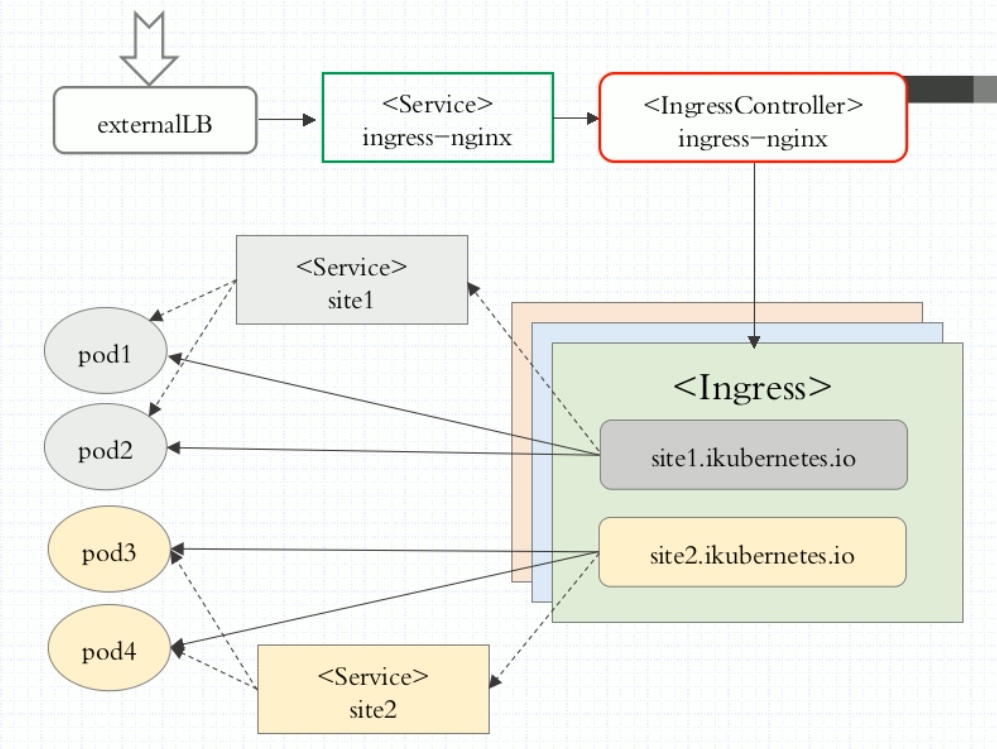 externalLB
<Service>
ingress-nginx
<IngressController>
ingress-nginx
<Service>
site1
pod1
pod2
pod3
pod4
<Ingress>
site1.ikubernetes.io
site2.ikubernetes.io
<Service>
site2